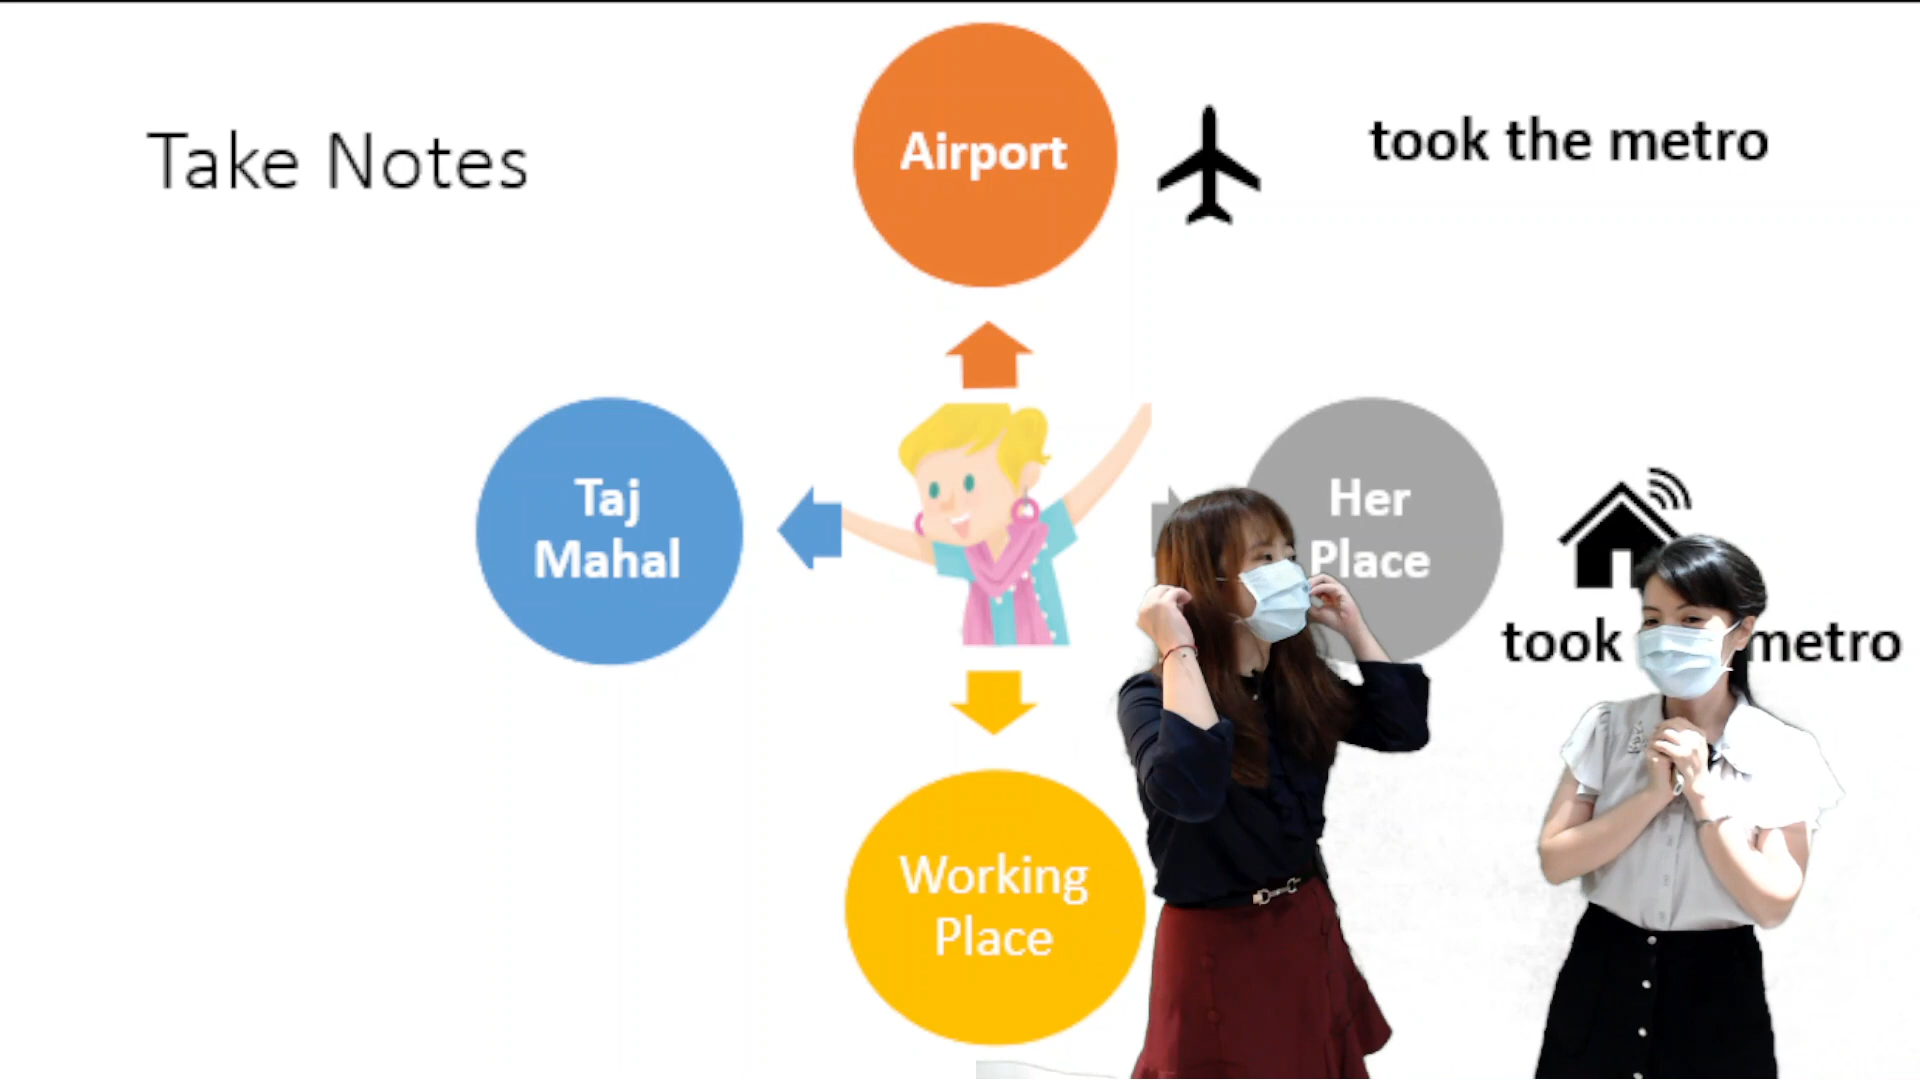 Take Notes
Airport
took the metro
Taj
Mahal
Her
Place
took metro
Working
Place